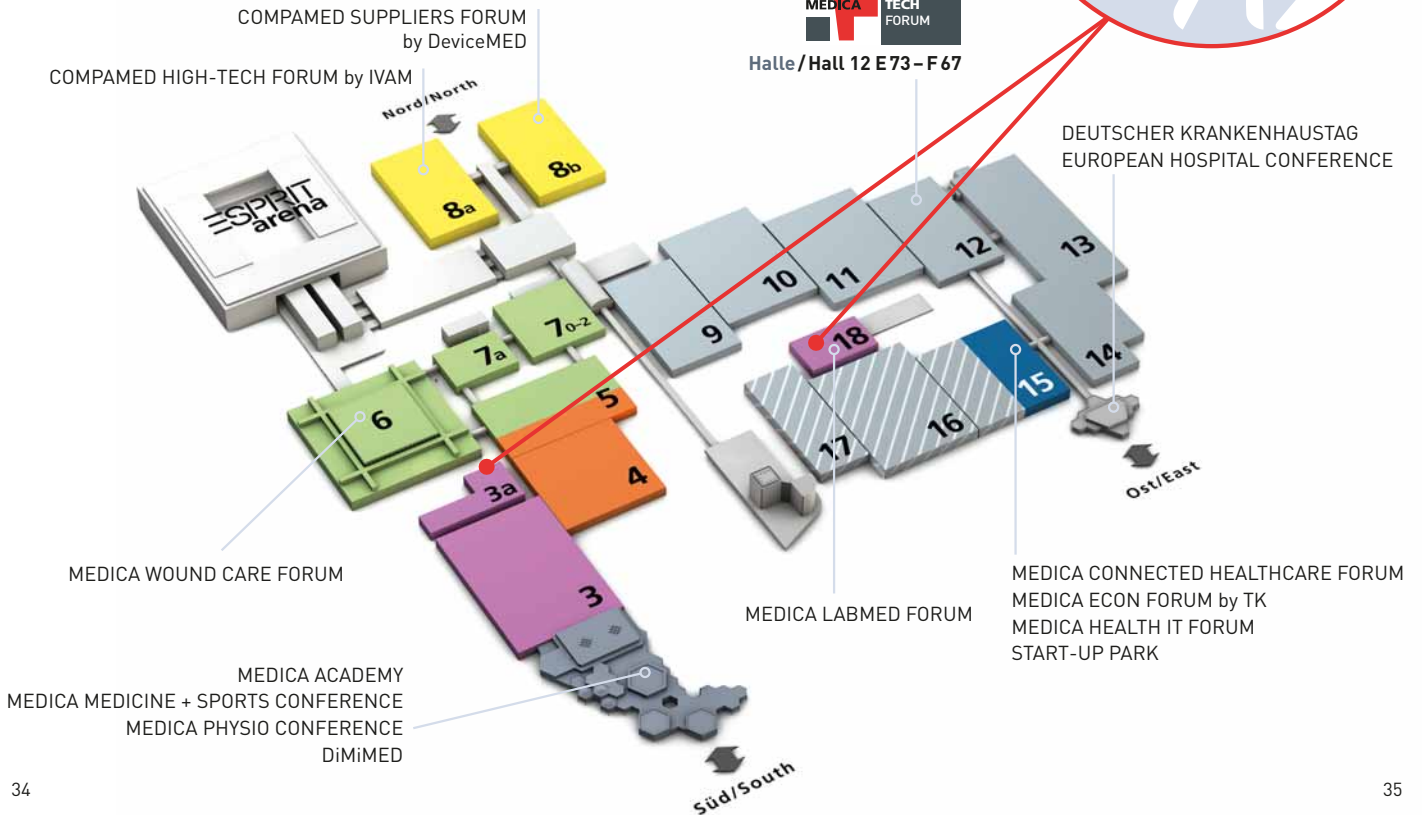 COMPAMED SUPPLIERS FORUM
by DeviceMED
COMPAMED HIGH-TECH FORUM by IVAM
MEDICA
TECH
FORUM
Halle/Hall 12 E 73 – F 67
Nord/North
DEUTSCHER KRANKENHAUSTAG
EUROPEAN HOSPITAL CONFERENCE
ESPRIT
arena
8a
8b
9
10
11
12
13
14
15
16
17
18
7a
7 0–2
6
5
4
3a
3
Ost/East
MEDICA WOUND CARE FORUM
MEDICA LABMED FORUM
MEDICA CONNECTED HEALTHCARE FORUM
MEDICA ECON FORUM by TK
MEDICA HEALTH IT FORUM
START-UP PARK
MEDICA ACADEMY
MEDICA MEDICINE + SPORTS CONFERENCE
MEDICA PHYSIO CONFERENCE
DiMiMED
Süd/South
34
35